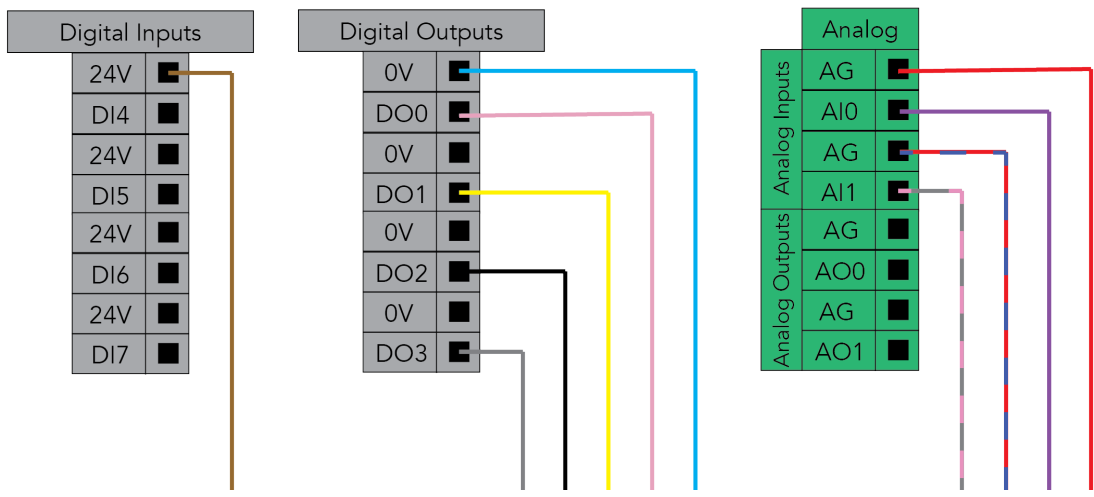 Digital Inputs
24V
DI4
24V
DI5
24V
DI6
24V
DI7
Digital Outputs
0V
DO0
0V
DO1
0V
DO2
0V
DO3
Analog
Analog Inputs
AG
AI0
AG
AI1
Analog Outputs
AG
AO0
AG
AO1